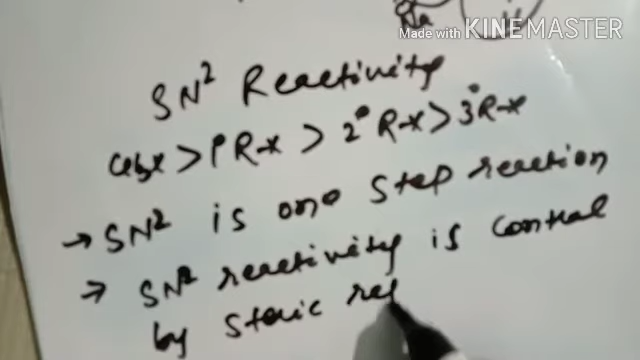 Na
Made with KINEMASTER
SN² Reactivity
CH3X > 1° R-X > 2° R-X > 3° R-X
→ SN² is one step reaction
→ SN² reactivity is control
by steric